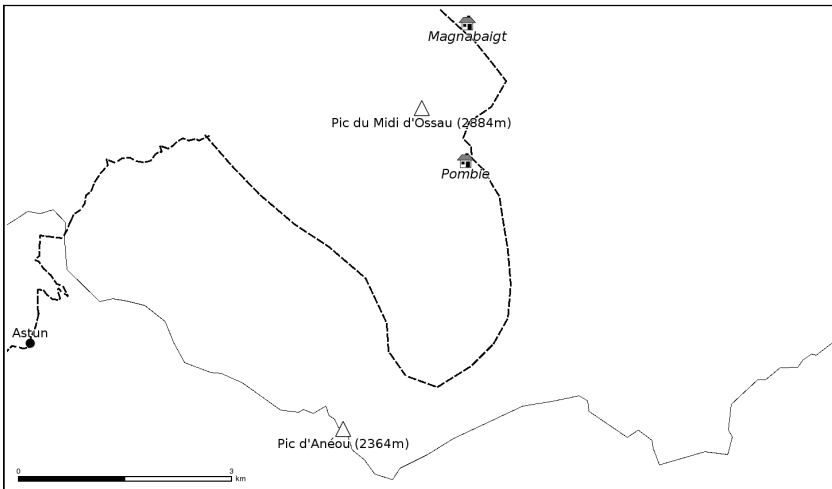 Magnabaigt
Pic du Midi d'Ossau (2884m)
Pombie
Astun
Pic d'Anéou (2364m)
0
3
km